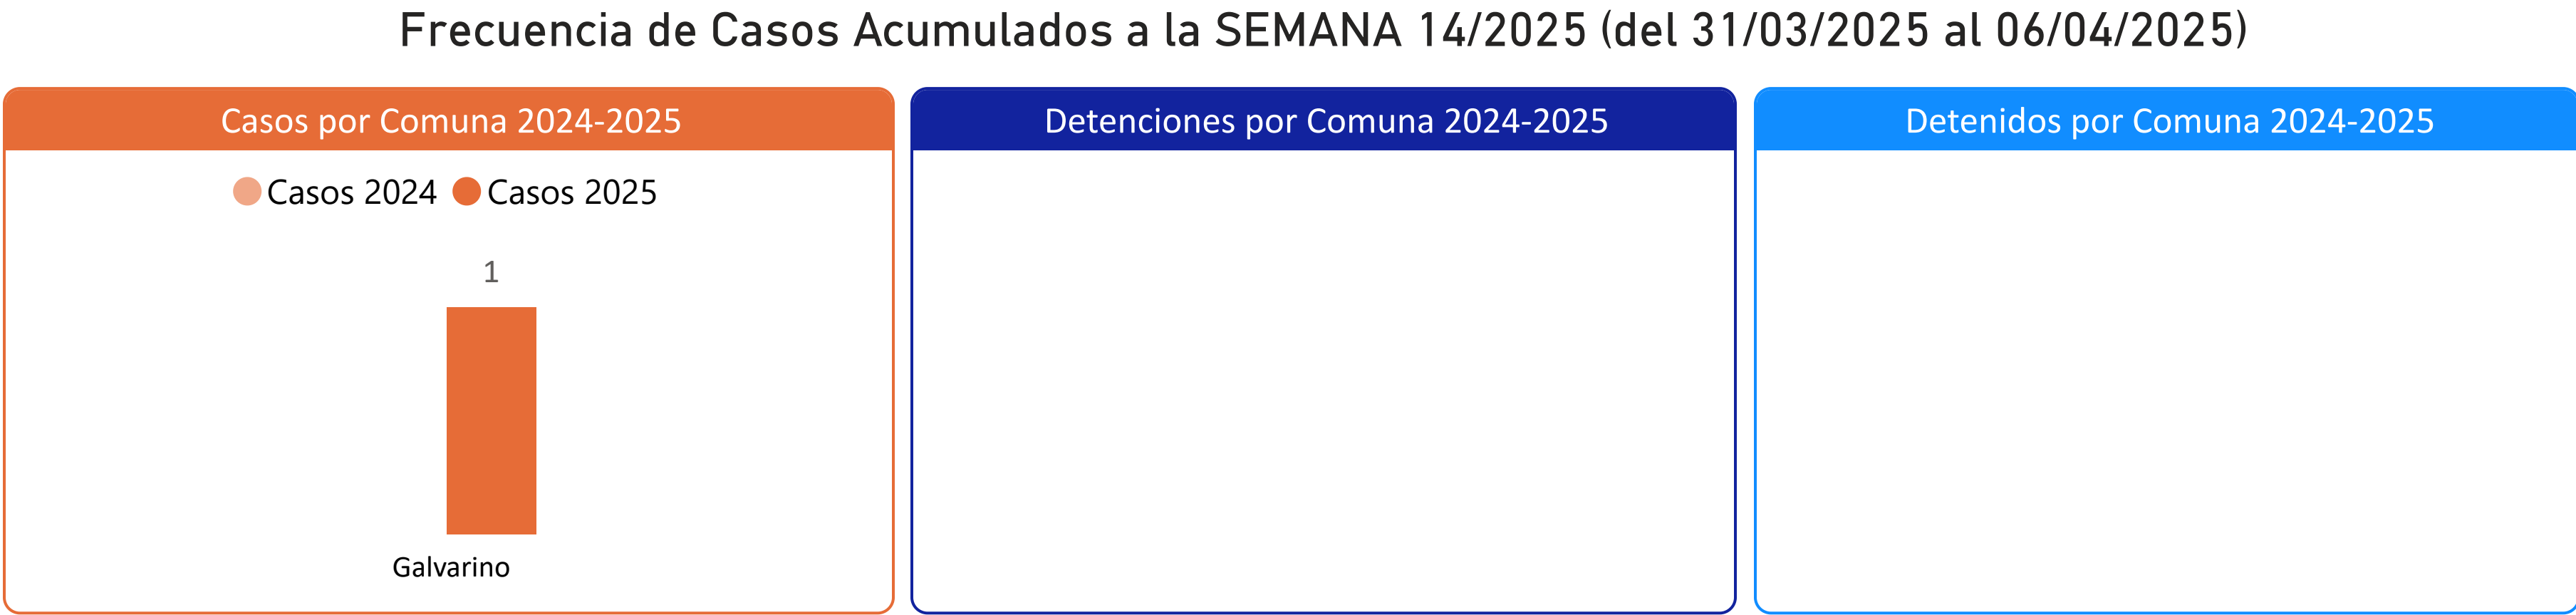 Frecuencia de Casos Acumulados a la SEMANA 14/2025 (del 31/03/2025 al 06/04/2025)
Casos por Comuna 2024-2025
Casos 2024 Casos 2025
1
Galvarino
Detenciones por Comuna 2024-2025
Detenidos por Comuna 2024-2025